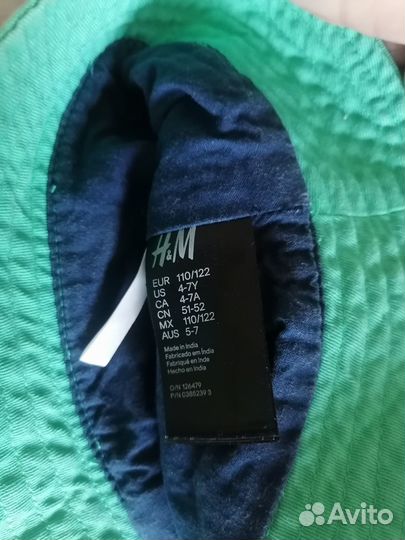 H&M
EUR 110/122
US 4-7Y
CA 4-7A
CN 51-52
MX 110/122
AUS 5-7
Made in India
Fabricado em Índia
Fabriqué en Inde
Hecho en India
O/N 126479
P/N 0385239 3
Avito